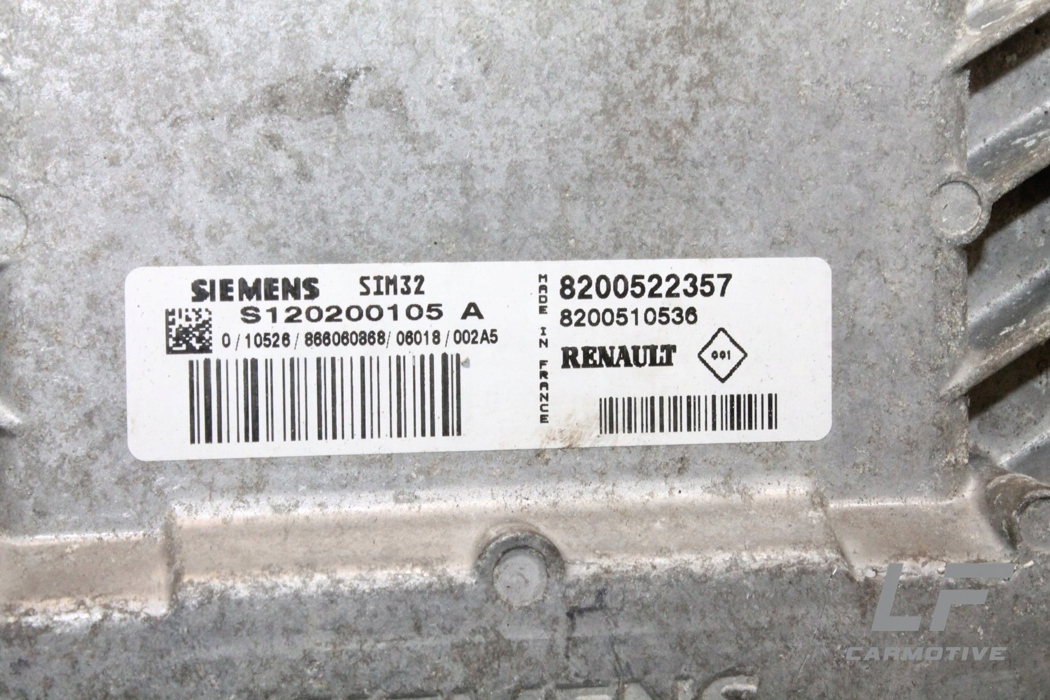 SIEMENS SIM32
S120200105 A
0/10526/866060868/06018/002A5
MADE IN FRANCE
8200522357
8200510536
RENAULT
LF
CARMOTIVE